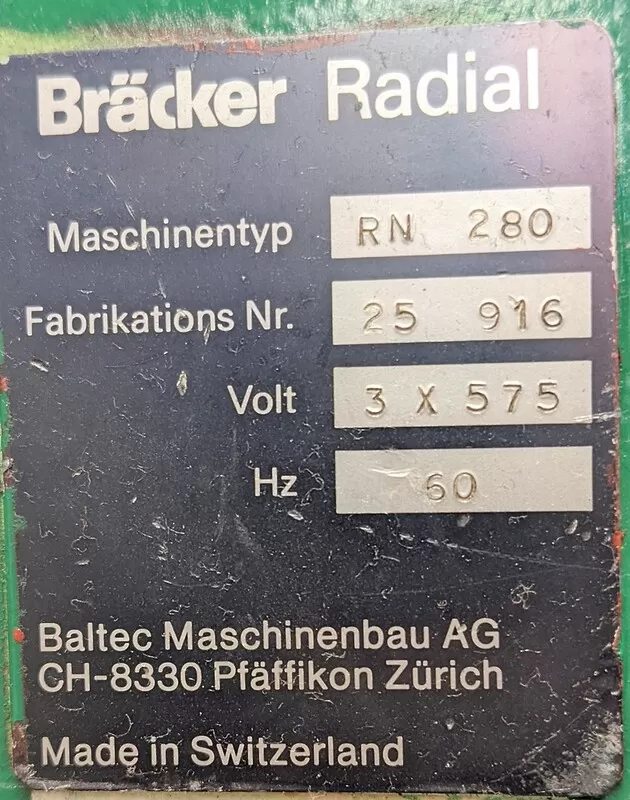 Bräcker Radial
Maschinentyp RN 280
Fabrikations Nr. 25 916
Volt 3 X 575
Hz 60
Baltec Maschinenbau AG
CH-8330 Pfäffikon Zürich
Made in Switzerland